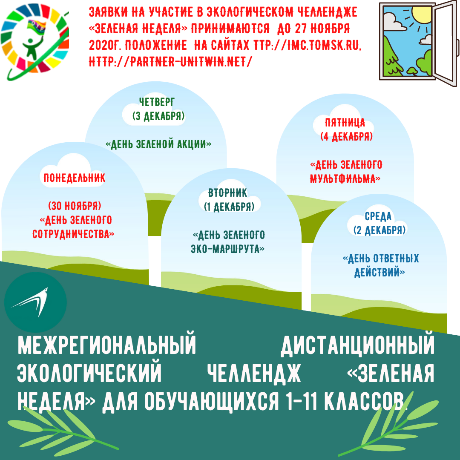 ЗАЯВКИ НА УЧАСТИЕ В ЭКОЛОГИЧЕСКОМ ЧЕЛЛЕНДЖЕ
«ЗЕЛЕНАЯ НЕДЕЛЯ» ПРИНИМАЮТСЯ ДО 27 НОЯБРЯ
2020Г. ПОЛОЖЕНИЕ НА САЙТАХ TTP://IMC.TOMSK.RU,
HTTP://PARTNER-UNITWIN.NET/
ПОНЕДЕЛЬНИК
(30 НОЯБРЯ)
«ДЕНЬ ЗЕЛЕНОГО
СОТРУДНИЧЕСТВА»
ВТОРНИК
(1 ДЕКАБРЯ)
«ДЕНЬ ЗЕЛЕНОГО
ЭКО-МАРШРУТА»
СРЕДА
(2 ДЕКАБРЯ)
«ДЕНЬ ОТВЕТНЫХ
ДЕЙСТВИЙ»
ЧЕТВЕРГ
(3 ДЕКАБРЯ)
«ДЕНЬ ЗЕЛЕНОЙ АКЦИИ»
ПЯТНИЦА
(4 ДЕКАБРЯ)
«ДЕНЬ ЗЕЛЕНОГО
МУЛЬТФИЛЬМА»
МЕЖРЕГИОНАЛЬНЫЙ ДИСТАНЦИОННЫЙ
ЭКОЛОГИЧЕСКИЙ ЧЕЛЛЕНДЖ «ЗЕЛЕНАЯ
НЕДЕЛЯ» ДЛЯ ОБУЧАЮЩИХСЯ 1-11 КЛАССОВ.